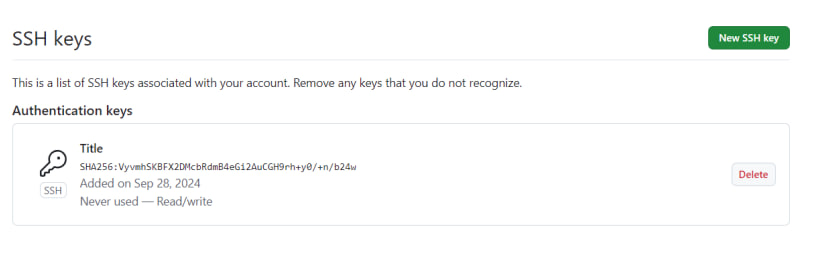 SSH keys
New SSH key
This is a list of SSH keys associated with your account. Remove any keys that you do not recognize.
Authentication keys
Title
SHA256:VyvmhSKBFX2DMcbRdmB4eGi2AuCGH9rh+y0/+n/b24w
SSH
Added on Sep 28, 2024
Never used — Read/write
Delete